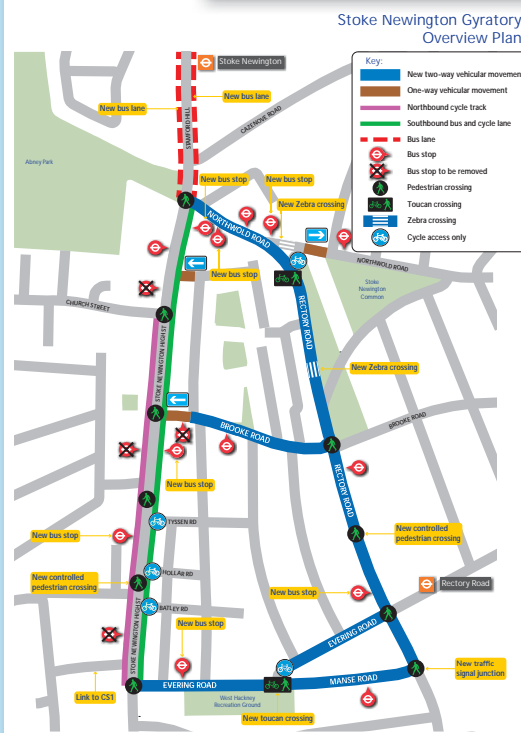 Stoke Newington Gyratory
Overview Plan
Key:
New two-way vehicular movement
One-way vehicular movement
Northbound cycle track
Southbound bus and cycle lane
Bus lane
Bus stop
Bus stop to be removed
Pedestrian crossing
Toucan crossing
Zebra crossing
Cycle access only
Stoke Newington
New bus lane
New bus lane
STAMFORD HILL
CAZENOVE ROAD
Abney Park
New bus stop
New bus stop
New Zebra crossing
NORTHWOLD ROAD
New bus stop
NORTHWOLD ROAD
Stoke
Newington
Common
CHURCH STREET
RECTORY ROAD
STOKE NEWINGTON HIGH ST
New Zebra crossing
BROOKE ROAD
BROOKE ROAD
New bus stop
RECTORY ROAD
TYSSEN RD
New bus stop
New controlled
pedestrian crossing
HOLLAR RD
New controlled
pedestrian crossing
Rectory Road
New bus stop
BATLEY RD
STOKE NEWINGTON HIGH ST
New bus stop
EVERING ROAD
New traffic
signal junction
MANSE ROAD
EVERING ROAD
Link to CS1
West Hackney
Recreation Ground
New toucan crossing